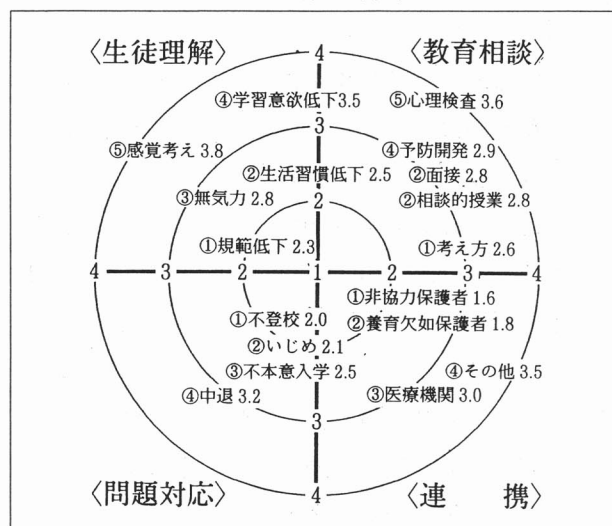 〈生徒理解〉 4 〈教育相談〉
④学習意欲低下3.5 ⑤心理検査 3.6
3
⑤感覚考え 3.8 ④予防開発 2.9
②生活習慣低下 2.5 ②面接 2.8
③無気力 2.8 ②相談的授業 2.8
2
①規範低下 2.3 ①考え方 2.6
4 3 2 1 2 3 4
①非協力保護者 1.6
①不登校 2.0 ②養育欠如保護者 1.8
②いじめ 2.1
③不本意入学 2.5 ④その他 3.5
④中退 3.2 ③医療機関 3.0
3
〈問題対応〉 4 〈連 携〉